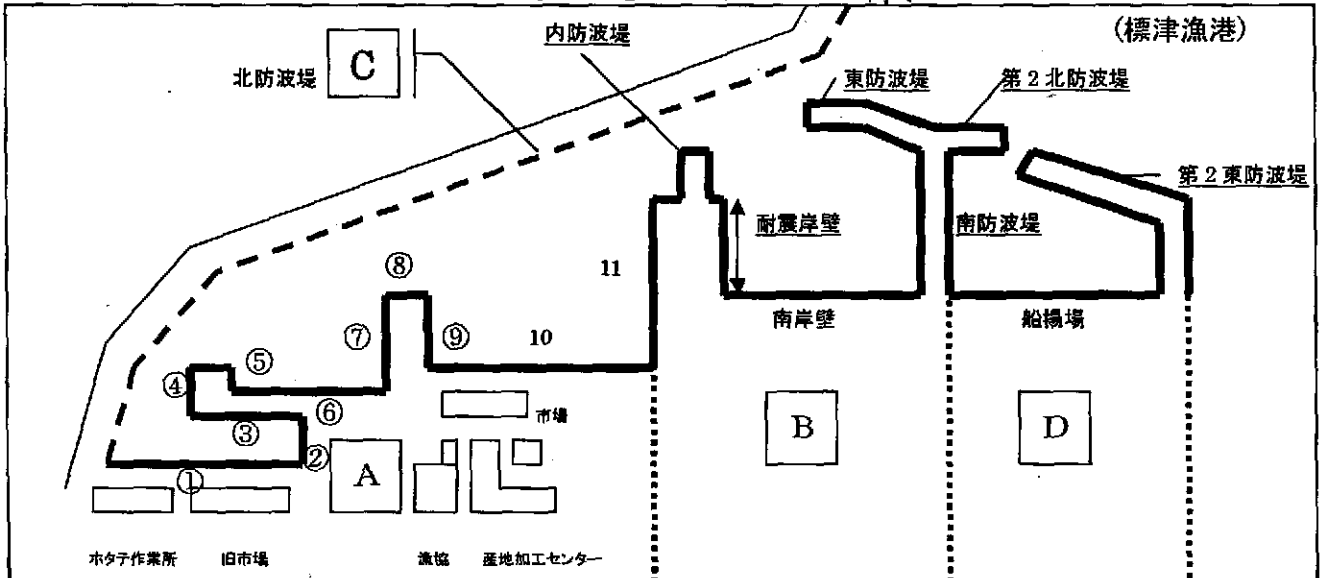 (標津漁港)
内防波堤
北防波堤
C
東防波堤
第2北防波堤
第2東防波堤
耐震岸壁
南防波堤
⑧
11
南岸壁
船揚場
⑦
⑨
10
⑤
④
⑥
市場
③
②
①
A
B
D
ホタテ作業所
旧市場
漁協
産地加工センター